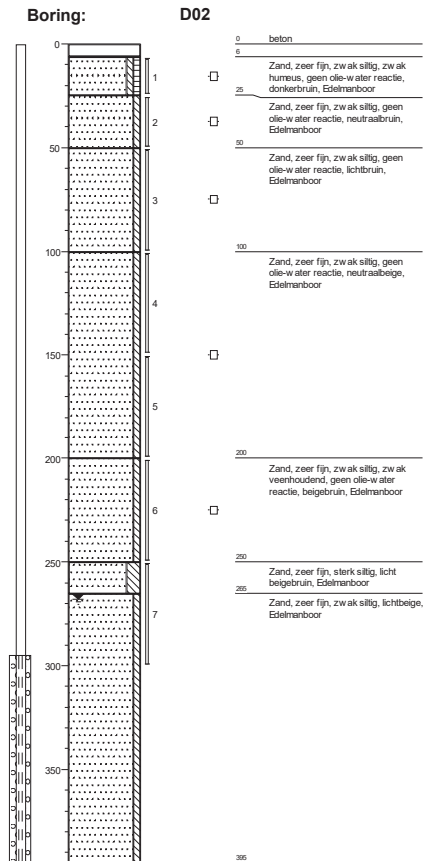 Boring: D02
0
50
100
150
200
250
300
350
1
2
3
4
5
6
7
0 beton
6
Zand, zeer fijn, zwak siltig, zwak
humeus, geen olie-water reactie,
donkerbruin, Edelmanboor
25
Zand, zeer fijn, zwak siltig, geen
olie-water reactie, neutraalbruin,
Edelmanboor
50
Zand, zeer fijn, zwak siltig, geen
olie-water reactie, lichtbruin,
Edelmanboor
100
Zand, zeer fijn, zwak siltig, geen
olie-water reactie, neutraalbeige,
Edelmanboor
200
Zand, zeer fijn, zwak siltig, zwak
veenhoudend, geen olie-water
reactie, beigebruin, Edelmanboor
250
Zand, zeer fijn, sterk siltig, licht
beigebruin, Edelmanboor
265
Zand, zeer fijn, zwak siltig, lichtbeige,
Edelmanboor
395